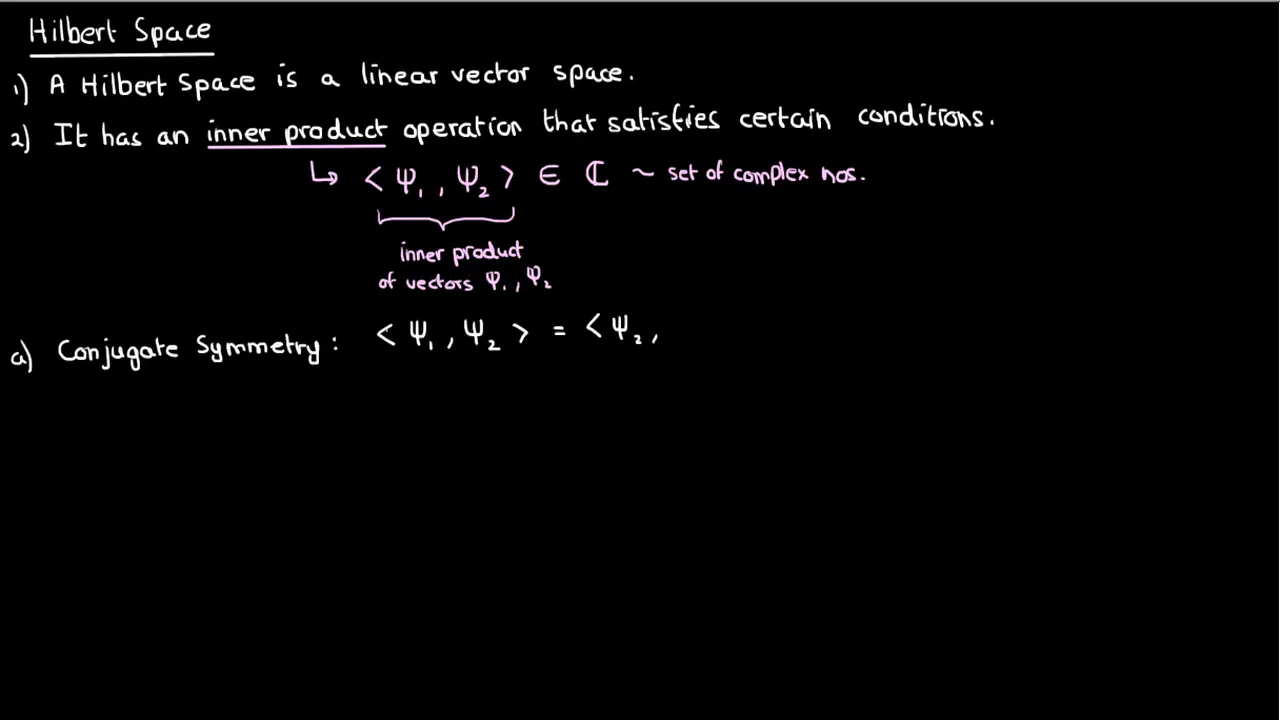 Hilbert Space
1) A Hilbert Space is a linear vector space.
2) It has an inner product operation that satisfies certain conditions.
↳ < Ψ₁ , Ψ₂ > ∈ ℂ ~ set of complex nos.
inner product
of vectors Ψ₁ , Ψ₂
a) Conjugate Symmetry : < Ψ₁ , Ψ₂ > = < Ψ₂ ,